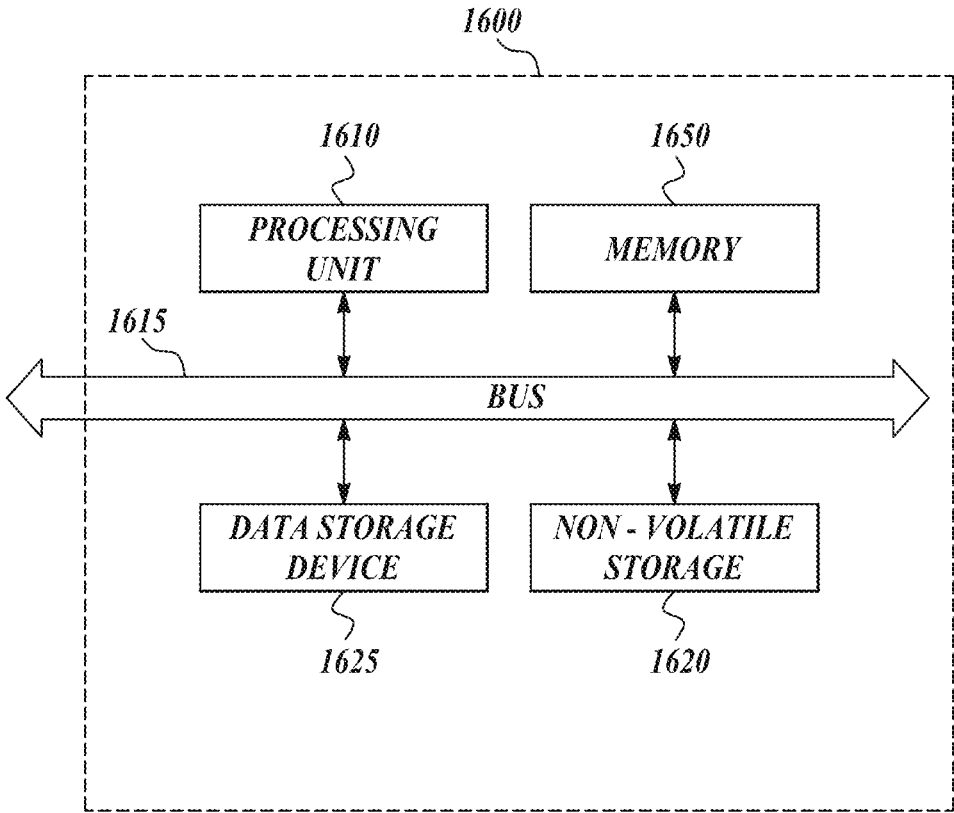 1600
1610
1650
PROCESSING
UNIT
MEMORY
1615
BUS
DATA STORAGE
DEVICE
NON - VOLATILE
STORAGE
1625
1620